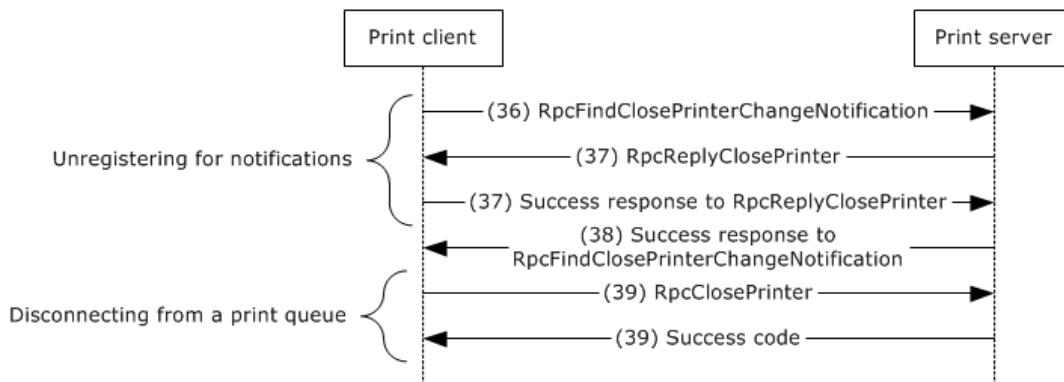 Print client
Print server
(36) RpcFindClosePrinterChangeNotification
Unregistering for notifications
(37) RpcReplyClosePrinter
(37) Success response to RpcReplyClosePrinter
(38) Success response to
RpcFindClosePrinterChangeNotification
(39) RpcClosePrinter
Disconnecting from a print queue
(39) Success code